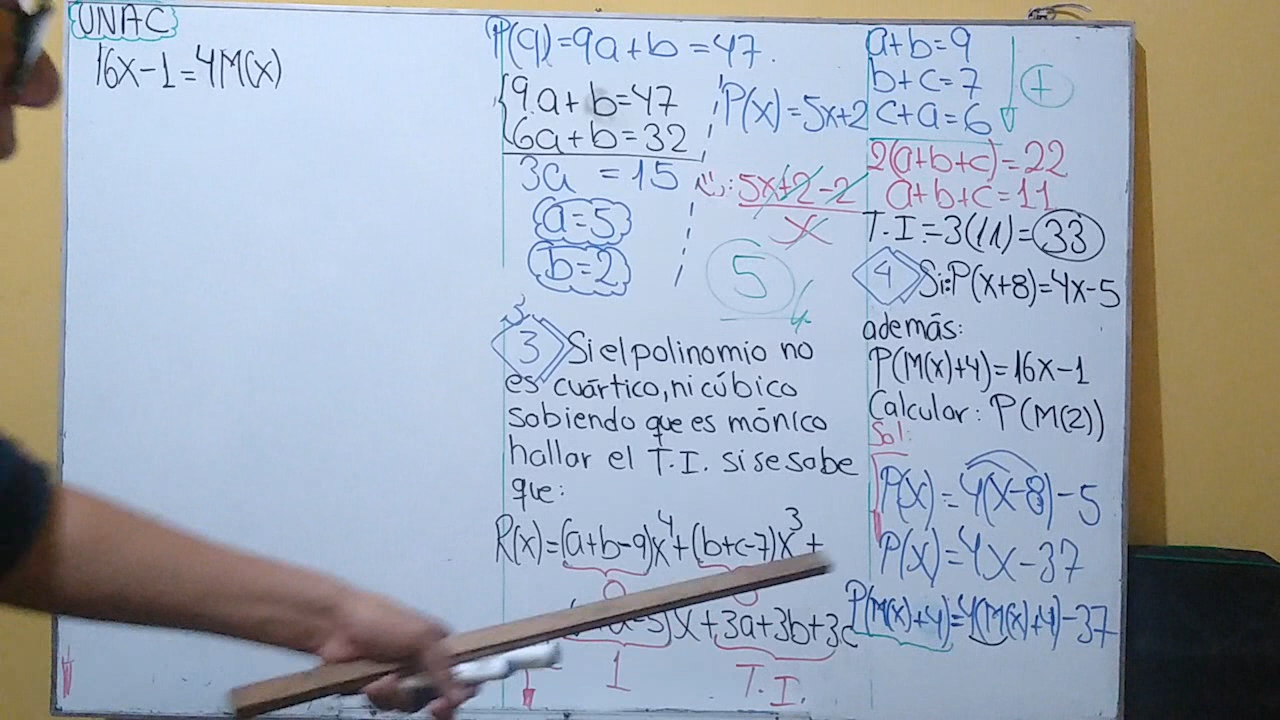 UNAC
16x-1=4M(x)
P(9)=9a+b=47.
9a+b=47
6a+b=32
3a =15
a=5
b=2
P(x)=5x+2
∴: 5x+2-2
x
5
3
Si el polinomio no
es cuártico, ni cúbico
sobiendo que es mónico
hallar el T.I. si se sabe
que:
R(x)=(a+b-9)x⁴+(b+c-7)x³+
0
-5)x+3a+3b+3c
1 T.I.
a+b=9
b+c=7
c+a=6
+
2(a+b+c)=22
a+b+c=11
T.I=3(11)=33
4 Si:P(x+8)=4x-5
además:
P(M(x)+4)=16x-1
Calcular: P(M(2))
Sol:
P(x)=4(x-8)-5
P(x)=4x-37
P(M(x)+4)=4(M(x)+4)-37